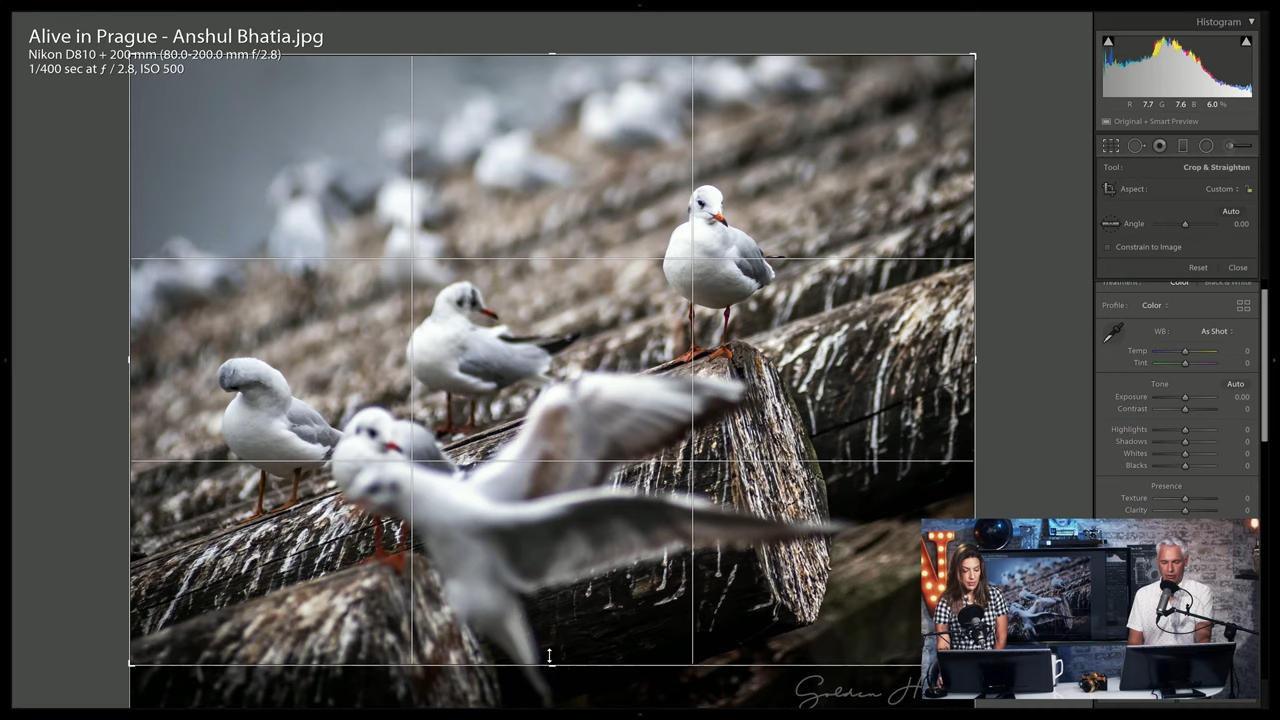 Alive in Prague - Anshul Bhatia.jpg
Nikon D810 + 200 mm (80.0-200.0 mm f/2.8)
1/400 sec at ƒ / 2.8, ISO 500
Histogram
R 7.7 G 7.6 B 6.0 %
Original + Smart Preview
Tool: Crop & Straighten
Aspect: Custom
Auto
Angle 0.00
Constrain to Image
Reset Close
Treatment: Color Black & White
Profile: Color
WB: As Shot
Temp 0
Tint 0
Tone Auto
Exposure 0.00
Contrast 0
Highlights 0
Shadows 0
Whites 0
Blacks 0
Presence
Texture 0
Clarity 0
N
Golden H